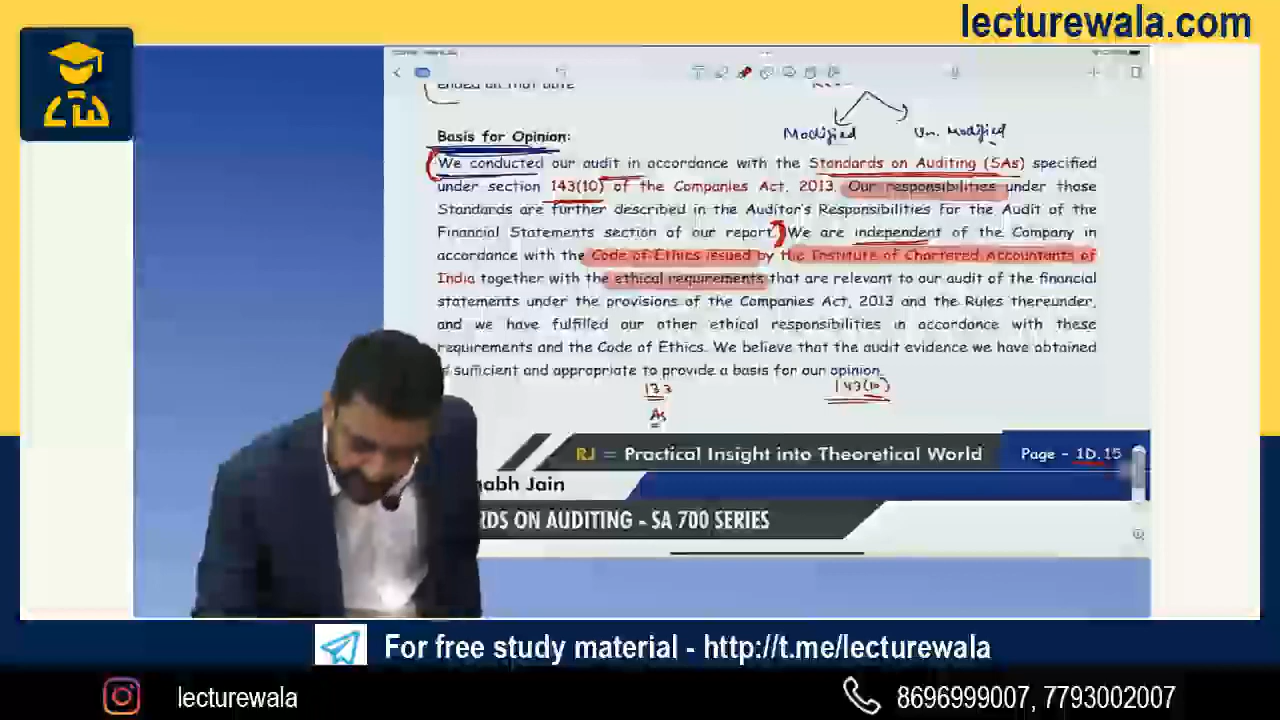 lecturewala.com
ended on that date
Modified
Un. Modified
Basis for Opinion:
We conducted our audit in accordance with the Standards on Auditing (SAs) specified
under section 143(10) of the Companies Act, 2013. Our responsibilities under those
Standards are further described in the Auditor's Responsibilities for the Audit of the
Financial Statements section of our report. We are independent of the Company in
accordance with the Code of Ethics issued by the Institute of Chartered Accountants of
India together with the ethical requirements that are relevant to our audit of the financial
statements under the provisions of the Companies Act, 2013 and the Rules thereunder,
and we have fulfilled our other ethical responsibilities in accordance with these
requirements and the Code of Ethics. We believe that the audit evidence we have obtained
sufficient and appropriate to provide a basis for our opinion.
133
143(10)
As
RJ = Practical Insight into Theoretical World
Page - 1D.15
abh Jain
RDS ON AUDITING - SA 700 SERIES
For free study material - http://t.me/lecturewala
lecturewala
8696999007, 7793002007